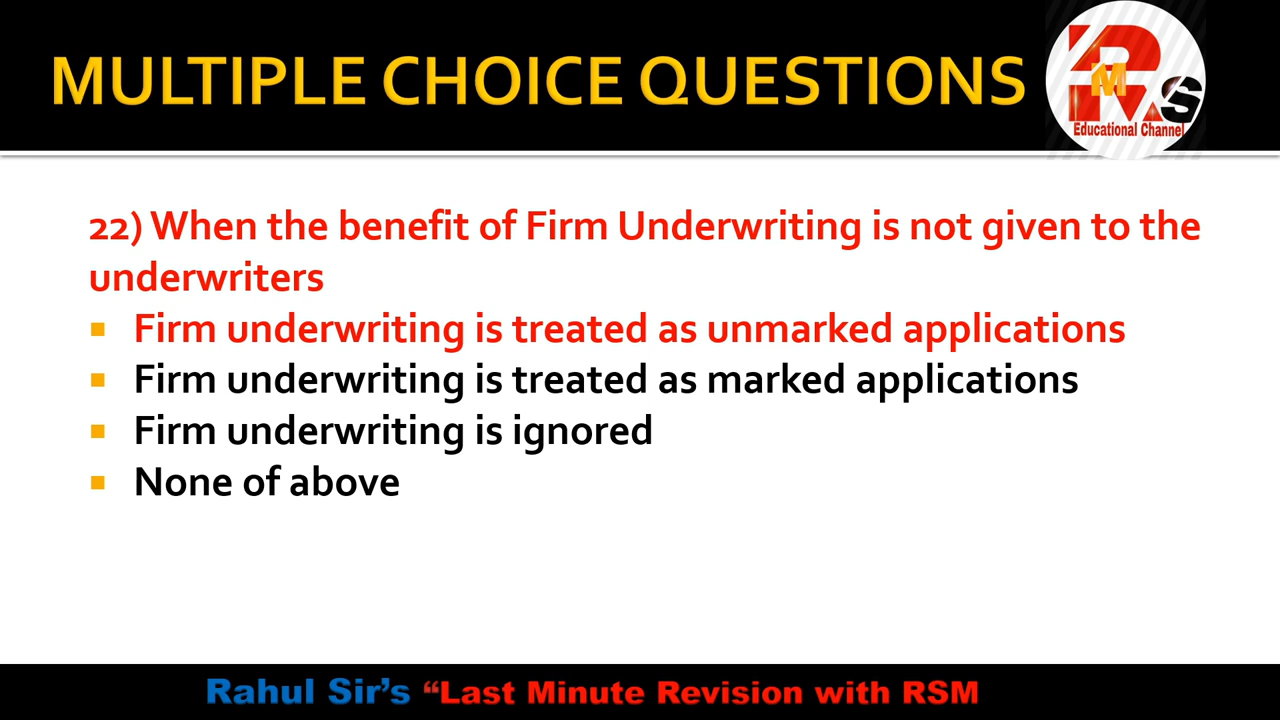 MULTIPLE CHOICE QUESTIONS
RMS
Educational Channel
22) When the benefit of Firm Underwriting is not given to the
underwriters
Firm underwriting is treated as unmarked applications
Firm underwriting is treated as marked applications
Firm underwriting is ignored
None of above
Rahul Sir's “Last Minute Revision with RSM